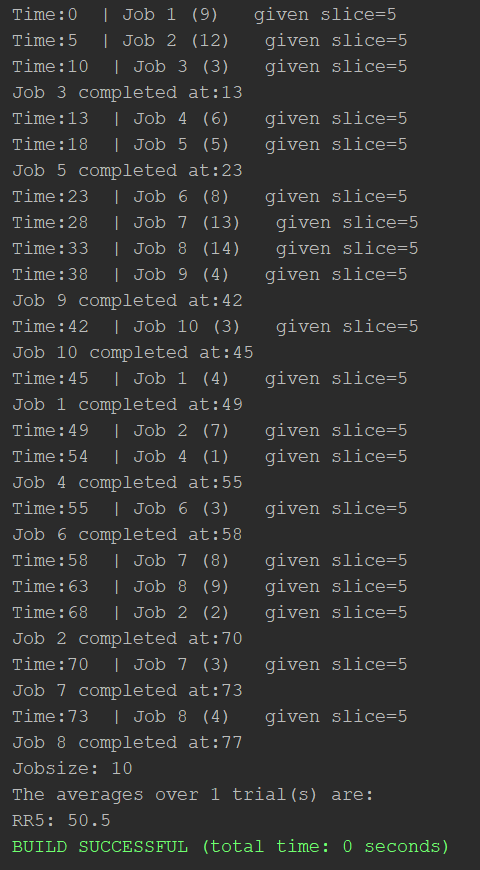 Time:0  | Job 1 (9)   given slice=5
Time:5  | Job 2 (12)   given slice=5
Time:10  | Job 3 (3)   given slice=5
Job 3 completed at:13
Time:13  | Job 4 (6)   given slice=5
Time:18  | Job 5 (5)   given slice=5
Job 5 completed at:23
Time:23  | Job 6 (8)   given slice=5
Time:28  | Job 7 (13)   given slice=5
Time:33  | Job 8 (14)   given slice=5
Time:38  | Job 9 (4)   given slice=5
Job 9 completed at:42
Time:42  | Job 10 (3)   given slice=5
Job 10 completed at:45
Time:45  | Job 1 (4)   given slice=5
Job 1 completed at:49
Time:49  | Job 2 (7)   given slice=5
Time:54  | Job 4 (1)   given slice=5
Job 4 completed at:55
Time:55  | Job 6 (3)   given slice=5
Job 6 completed at:58
Time:58  | Job 7 (8)   given slice=5
Time:63  | Job 8 (9)   given slice=5
Time:68  | Job 2 (2)   given slice=5
Job 2 completed at:70
Time:70  | Job 7 (3)   given slice=5
Job 7 completed at:73
Time:73  | Job 8 (4)   given slice=5
Job 8 completed at:77
Jobsize: 10
The averages over 1 trial(s) are:
RR5: 50.5
BUILD SUCCESSFUL (total time: 0 seconds)